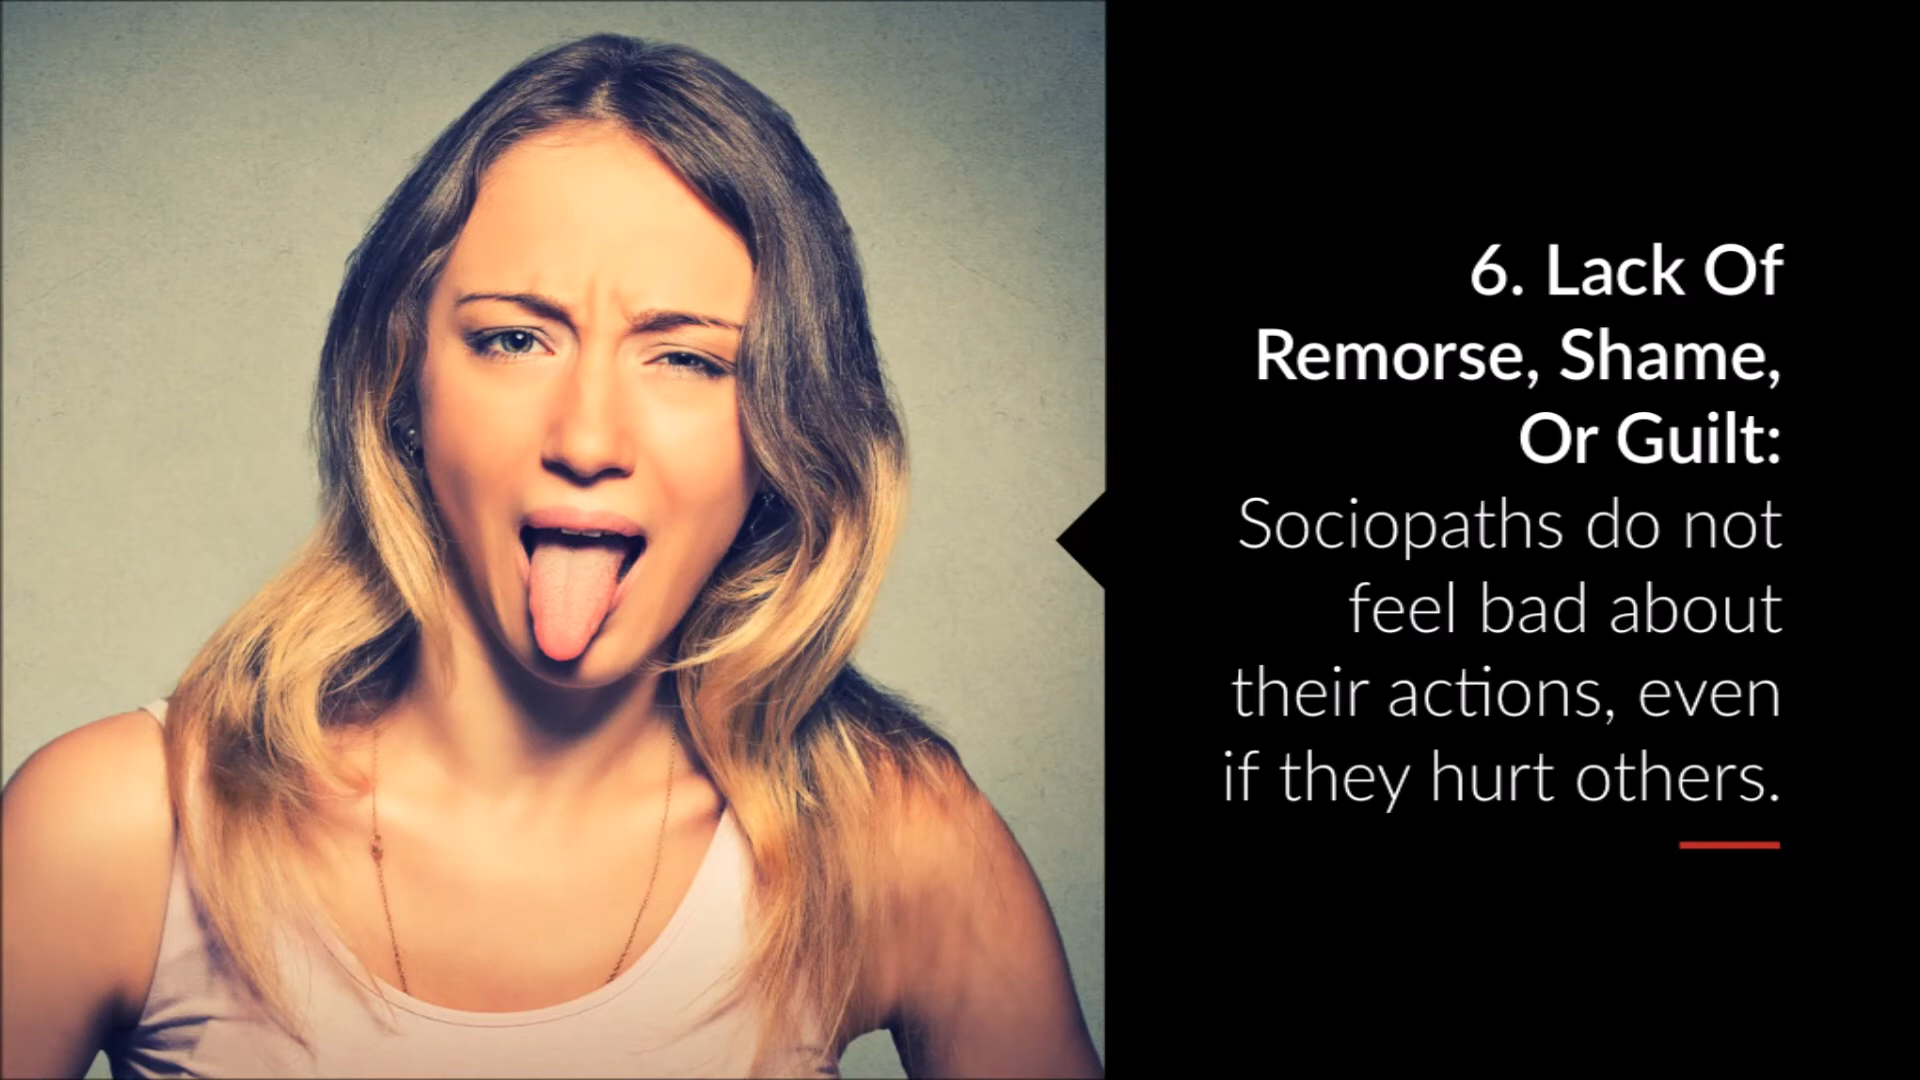 6. Lack Of
Remorse, Shame,
Or Guilt:
Sociopaths do not
feel bad about
their actions, even
if they hurt others.